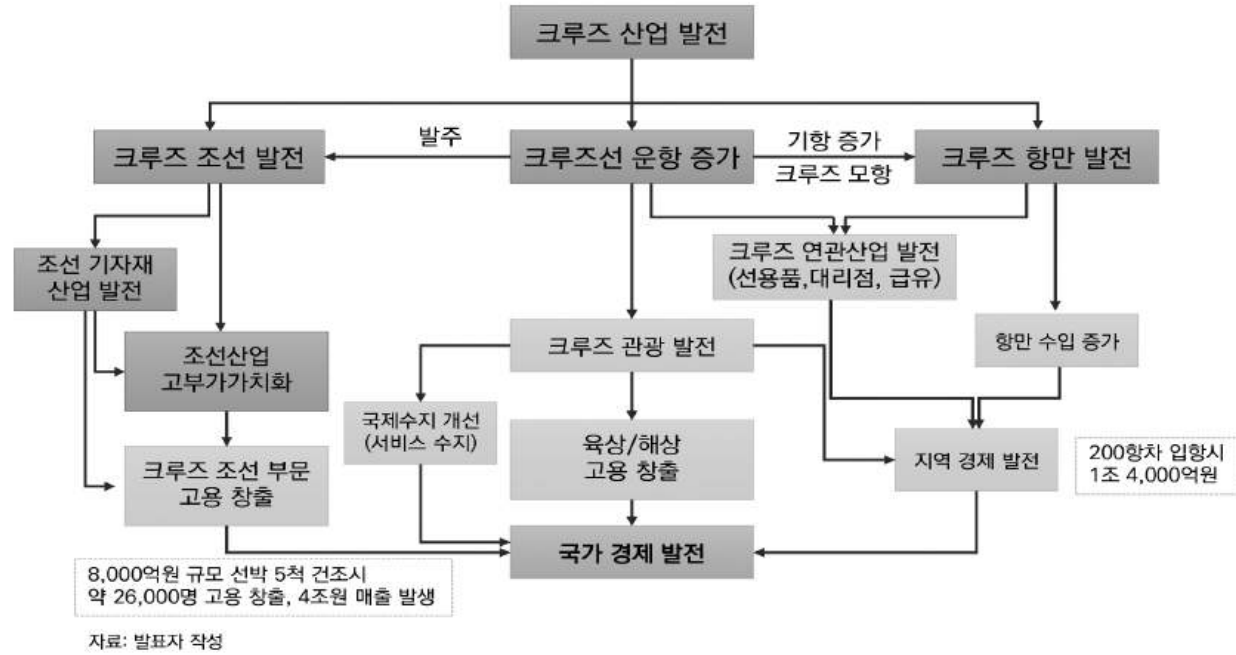 크루즈 산업 발전
크루즈 조선 발전
발주
크루즈선 운항 증가
기항 증가
크루즈 모항
크루즈 항만 발전
조선 기자재
산업 발전
크루즈 연관산업 발전
(선용품,대리점, 급유)
조선산업
고부가가치화
크루즈 관광 발전
항만 수입 증가
국제수지 개선
(서비스 수지)
육상/해상
고용 창출
지역 경제 발전
200항차 입항시
1조 4,000억원
크루즈 조선 부문
고용 창출
국가 경제 발전
8,000억원 규모 선박 5척 건조시
약 26,000명 고용 창출, 4조원 매출 발생
자료: 발표자 작성